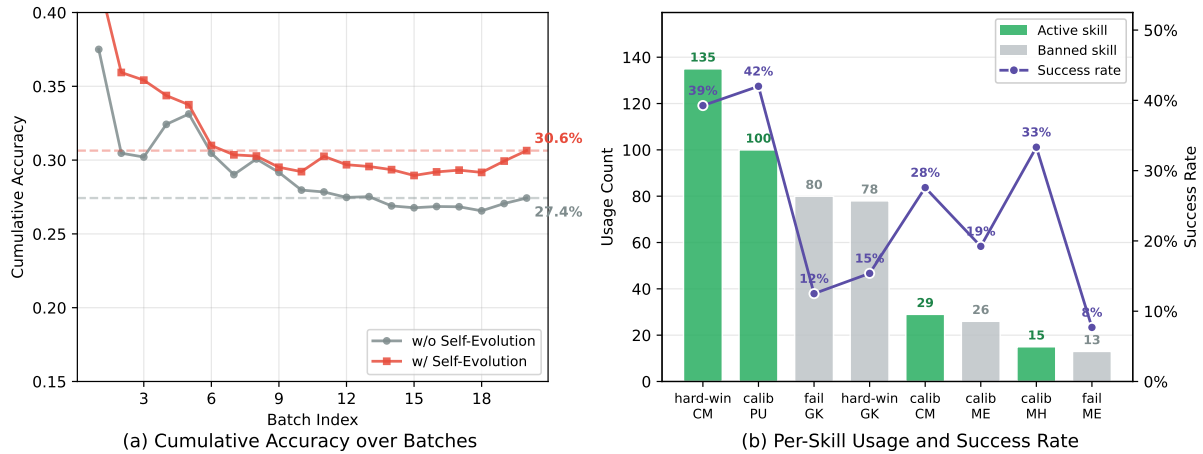 0.40
0.35
0.30
0.25
0.20
0.15
Cumulative Accuracy
30.6%
27.4%
w/o Self-Evolution
w/ Self-Evolution
3 6 9 12 15 18
Batch Index
(a) Cumulative Accuracy over Batches
140
120
100
80
60
40
20
0
Usage Count
Active skill
Banned skill
Success rate
135
100
80
78
29
26
15
13
39%
42%
12%
15%
28%
19%
33%
8%
50%
40%
30%
20%
10%
0%
Success Rate
hard-win calib fail hard-win calib calib calib fail
CM PU GK GK CM ME MH ME
(b) Per-Skill Usage and Success Rate